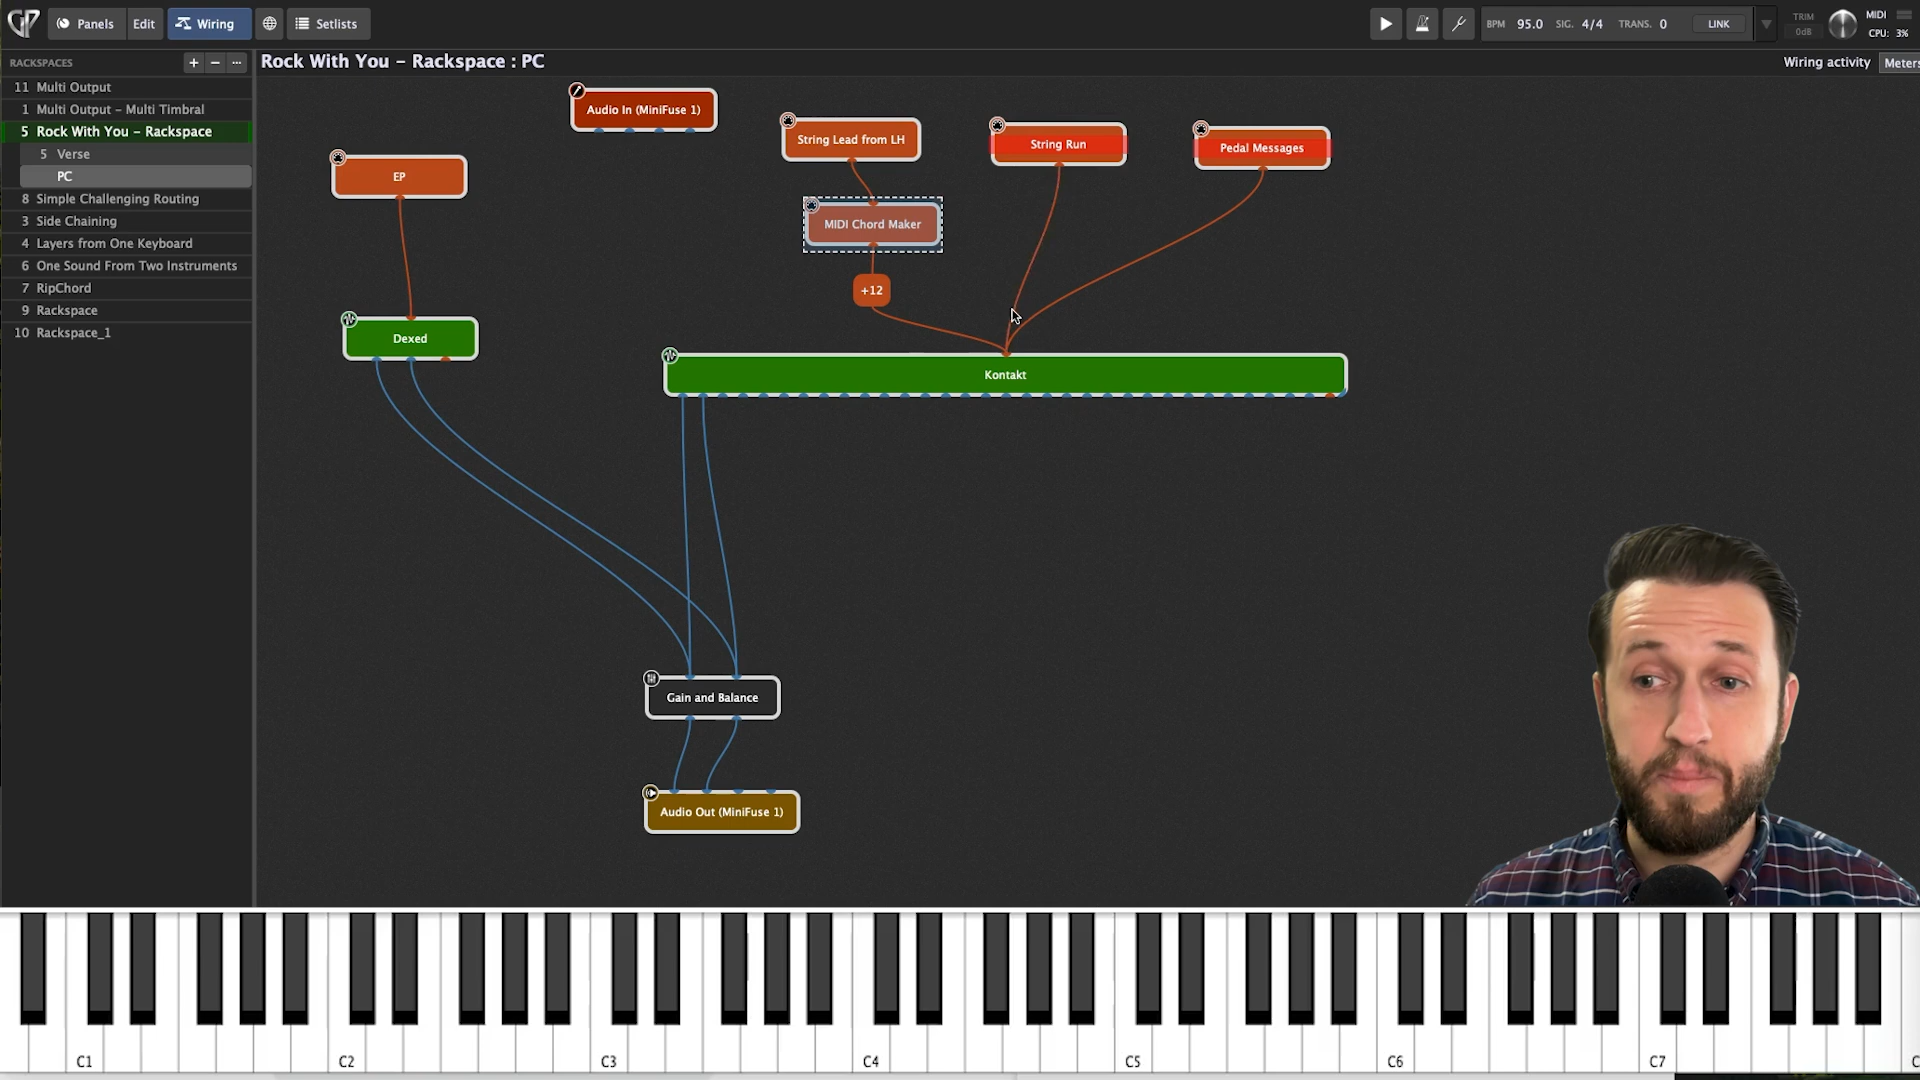 Panels
Edit
Wiring
Setlists
BPM 95.0 SIG. 4/4 TRANS. 0
LINK
TRIM
0dB
MIDI
CPU: 3%
RACKSPACES
+ − ...
Rock With You – Rackspace : PC
Wiring activity
Meters
11 Multi Output
1 Multi Output – Multi Timbral
5 Rock With You – Rackspace
5 Verse
PC
8 Simple Challenging Routing
3 Side Chaining
4 Layers from One Keyboard
6 One Sound From Two Instruments
7 RipChord
9 Rackspace
10 Rackspace_1
Audio In (MiniFuse 1)
String Lead from LH
String Run
Pedal Messages
EP
MIDI Chord Maker
+12
Dexed
Kontakt
Gain and Balance
Audio Out (MiniFuse 1)
C1 C2 C3 C4 C5 C6 C7 C